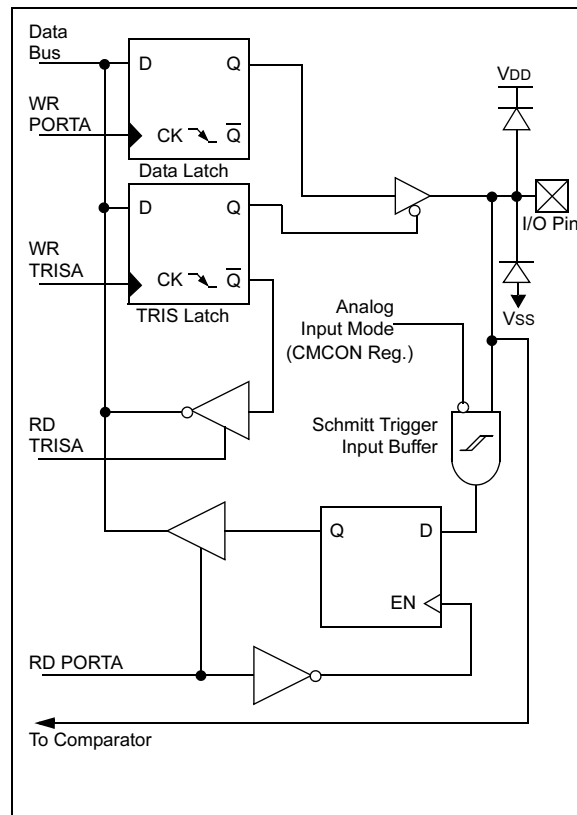 Data
Bus
D
Q
VDD
WR
PORTA
CK
Q
Data Latch
D
Q
I/O Pin
WR
TRISA
CK
Q
VSS
TRIS Latch
Analog
Input Mode
(CMCON Reg.)
RD
TRISA
Schmitt Trigger
Input Buffer
Q
D
EN
RD PORTA
To Comparator